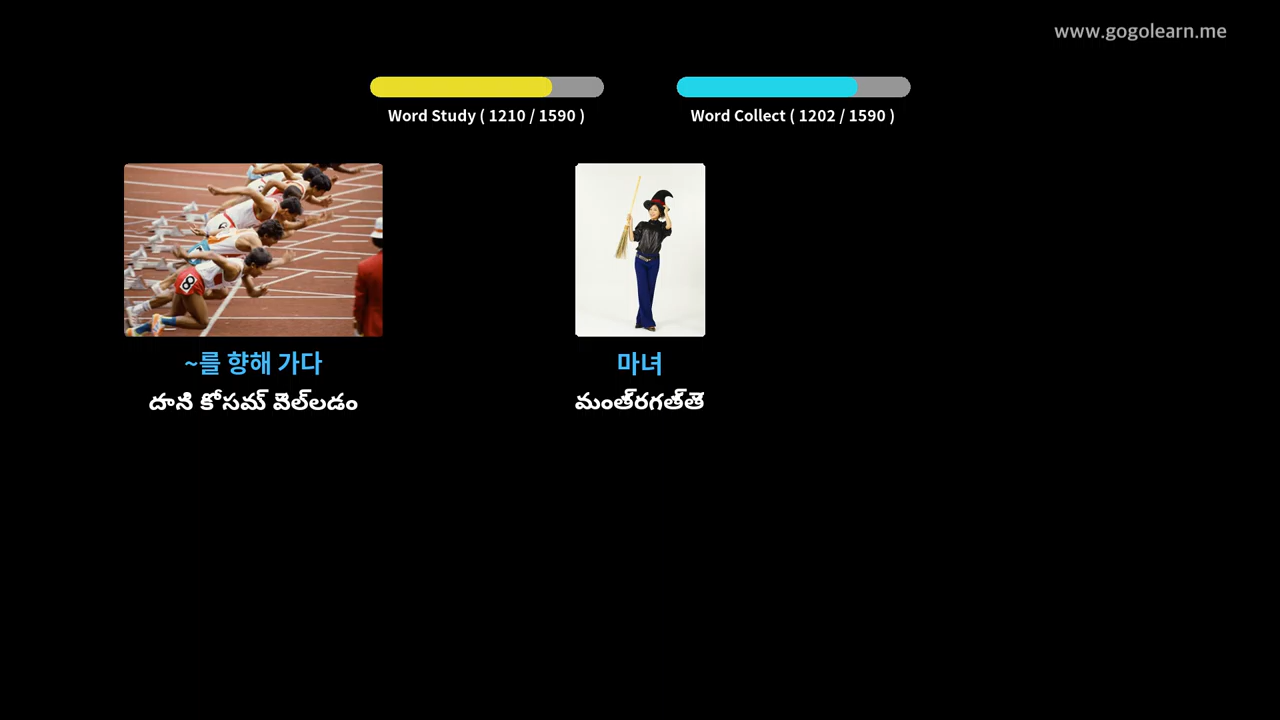 www.gogolearn.me
Word Study ( 1210 / 1590 )
Word Collect ( 1202 / 1590 )
8
~를 향해 가다
마녀
దాని కోసమ్ వెల్‌లడం
మంత్‌రగత్‌తె